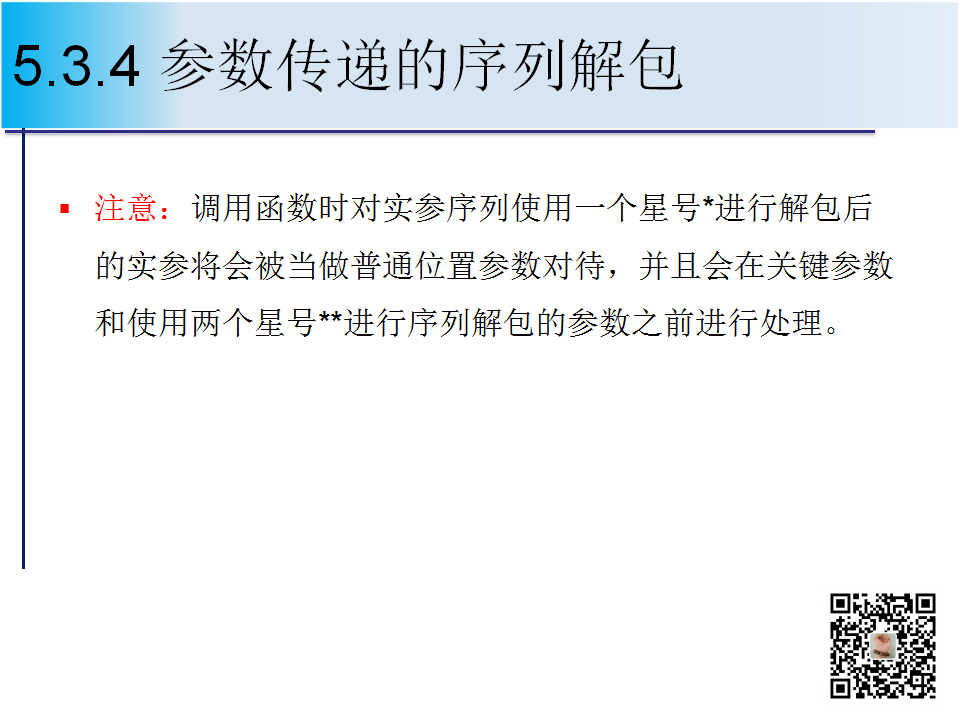 5.3.4 参数传递的序列解包
注意：调用函数时对实参序列使用一个星号*进行解包后
的实参将会被当做普通位置参数对待，并且会在关键参数
和使用两个星号**进行序列解包的参数之前进行处理。